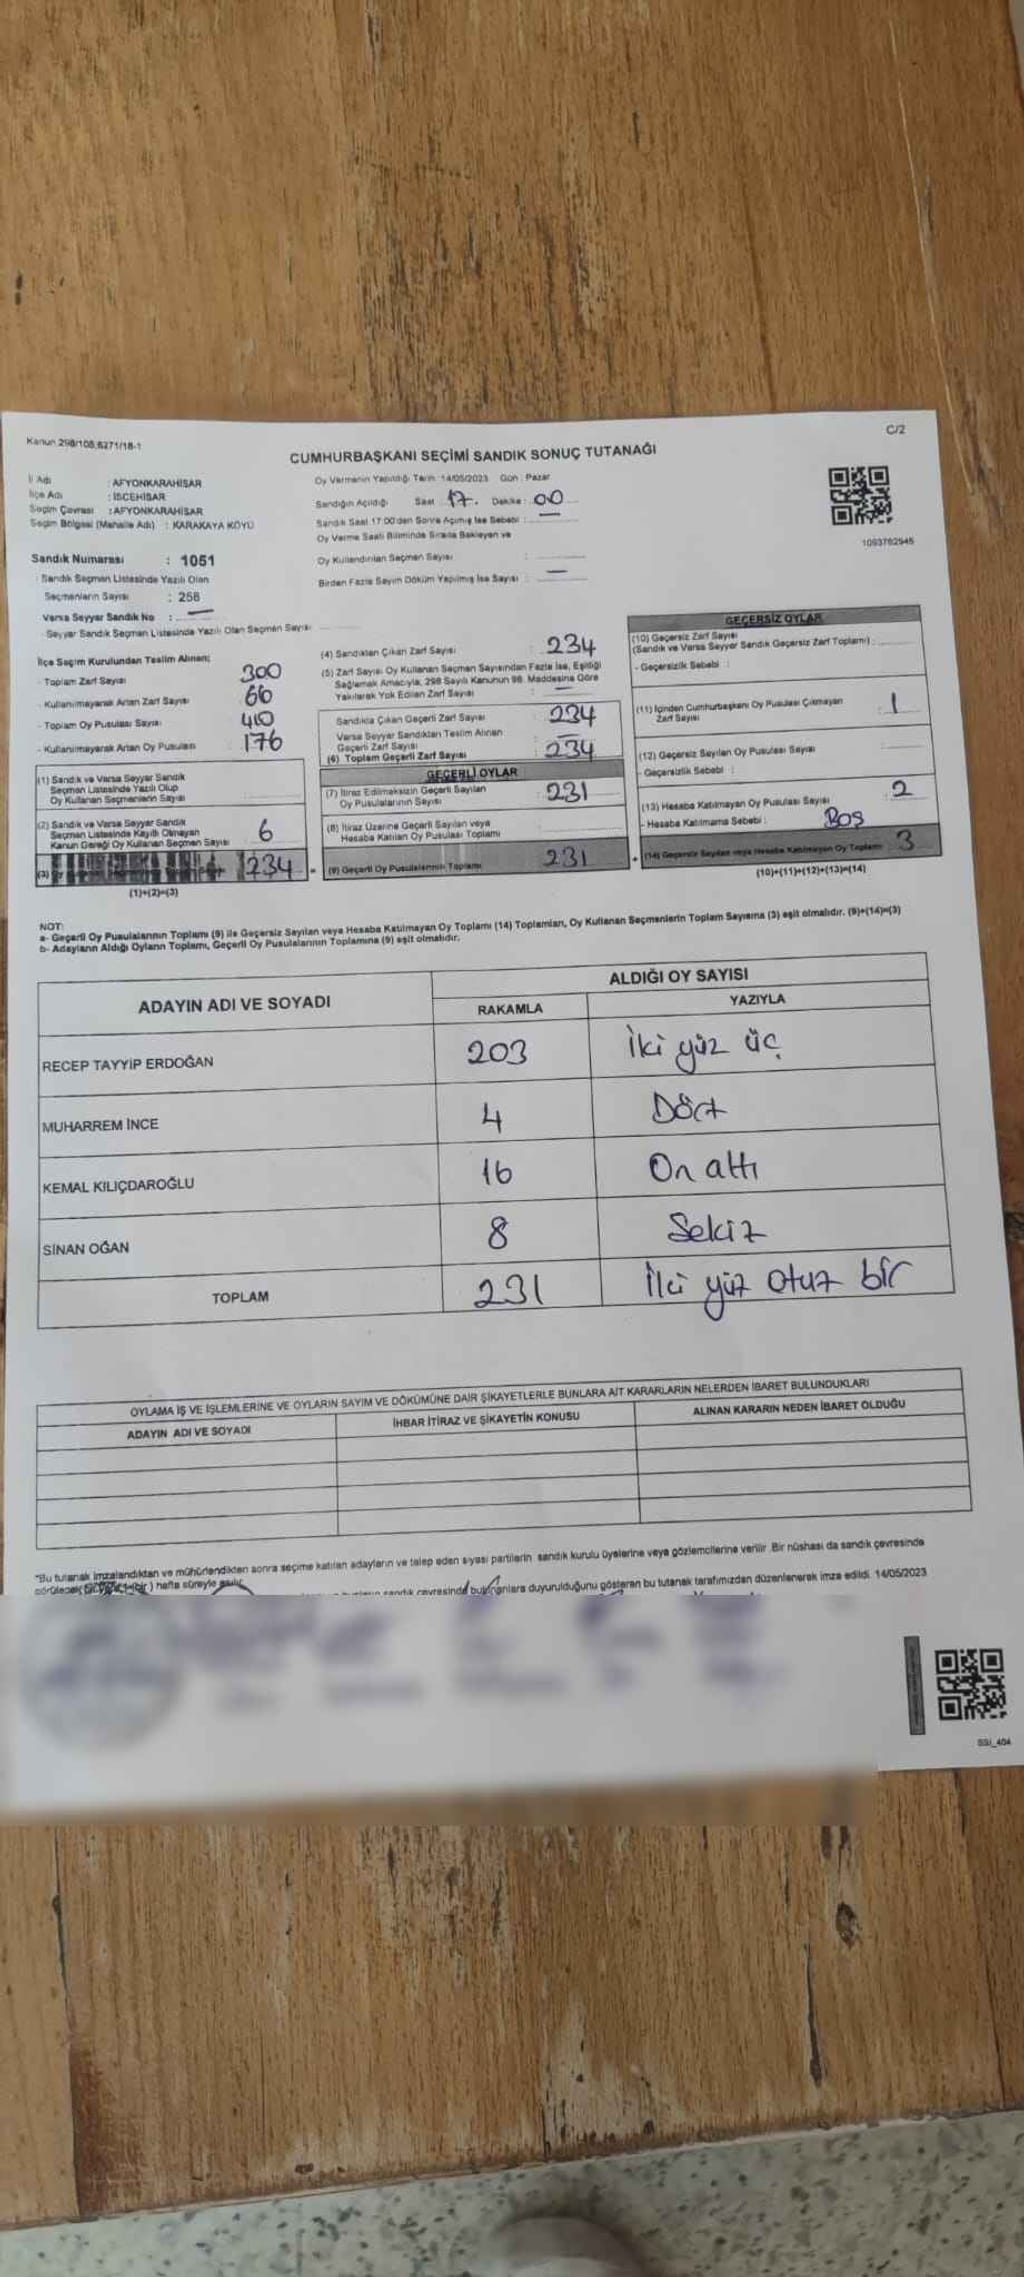 Kanun 298/105,6271/18-1
C/2
CUMHURBAŞKANI SEÇİMİ SANDIK SONUÇ TUTANAĞI
İl Adı : AFYONKARAHİSAR
İlçe Adı : İSCEHİSAR
Seçim Çevresi : AFYONKARAHİSAR
Seçim Bölgesi (Mahalle Adı) : KARAKAYA KÖYÜ
Sandık Numarası : 1051
Sandık Seçmen Listesinde Yazılı Olan
Seçmenlerin Sayısı : 258
Varsa Seyyar Sandık No : —
Seyyar Sandık Seçmen Listesinde Yazılı Olan Seçmen Sayısı
Oy Vermenin Yapıldığı Tarih : 14/05/2023 Gün : Pazar
Sandığın Açıldığı Saat 17. Dakika : 00
Sandık Saat 17:00'den Sonra Açılmış İse Sebebi : —
Oy Verme Saati Bitiminde Sırada Bekleyen ve
Oy Kullandırılan Seçmen Sayısı :
Birden Fazla Sayım Döküm Yapılmış İse Sayısı : —
1093762945
İlçe Seçim Kurulundan Teslim Alınan;
- Toplam Zarf Sayısı 300
- Kullanılmayarak Artan Zarf Sayısı 66
- Toplam Oy Pusulası Sayısı 410
- Kullanılmayarak Artan Oy Pusulası 176
(1) Sandık ve Varsa Seyyar Sandık
Seçmen Listesinde Yazılı Olup
Oy Kullanan Seçmenlerin Sayısı
(2) Sandık ve Varsa Seyyar Sandık
Seçmen Listesinde Kayıtlı Olmayan
Kanun Gereği Oy Kullanan Seçmen Sayısı 6
(3) 234
(1)+(2)=(3)
(4) Sandıktan Çıkan Zarf Sayısı : 234
(5) Zarf Sayısı Oy Kullanan Seçmen Sayısından Fazla İse, Eşitliği
Sağlamak Amacıyla, 298 Sayılı Kanunun 98. Maddesine Göre
Yakılarak Yok Edilen Zarf Sayısı : —
Sandıkta Çıkan Geçerli Zarf Sayısı : 234
Varsa Seyyar Sandıktan Teslim Alınan
Geçerli Zarf Sayısı : —
(6) Toplam Geçerli Zarf Sayısı 234
GEÇERLİ OYLAR
(7) İtiraz Edilmeksizin Geçerli Sayılan
Oy Pusulalarının Sayısı 231
(8) İtiraz Üzerine Geçerli Sayılan veya
Hesaba Katılan Oy Pusulası Toplamı
(9) Geçerli Oy Pusulalarının Toplamı 231
GEÇERSİZ OYLAR
(10) Geçersiz Zarf Sayısı
(Sandık ve Varsa Seyyar Sandık Geçersiz Zarf Toplamı) :
- Geçersizlik Sebebi :
(11) İçinden Cumhurbaşkanı Oy Pusulası Çıkmayan
Zarf Sayısı : 1
(12) Geçersiz Sayılan Oy Pusulası Sayısı
- Geçersizlik Sebebi :
(13) Hesaba Katılmayan Oy Pusulası Sayısı 2
- Hesaba Katılmama Sebebi : Boş
(14) Geçersiz Sayılan veya Hesaba Katılmayan Oy Toplamı 3
(10)+(11)+(12)+(13)=(14)
NOT:
a- Geçerli Oy Pusulalarının Toplamı (9) ile Geçersiz Sayılan veya Hesaba Katılmayan Oy Toplamı (14) Toplamları, Oy Kullanan Seçmenlerin Toplam Sayısına (3) eşit olmalıdır. (9)+(14)=(3)
b- Adayların Aldığı Oyların Toplamı, Geçerli Oy Pusulalarının Toplamına (9) eşit olmalıdır.
ADAYIN ADI VE SOYADI
ALDIĞI OY SAYISI
RAKAMLA YAZIYLA
RECEP TAYYİP ERDOĞAN 203 İki yüz üç
MUHARREM İNCE 4 Dört
KEMAL KILIÇDAROĞLU 16 On altı
SİNAN OĞAN 8 Sekiz
TOPLAM 231 İki yüz otuz bir
OYLAMA İŞ VE İŞLEMLERİNE VE OYLARIN SAYIM VE DÖKÜMÜNE DAİR ŞİKAYETLERLE BUNLARA AİT KARARLARIN NELERDEN İBARET BULUNDUKLARI
ADAYIN ADI VE SOYADI İHBAR İTİRAZ VE ŞİKAYETİN KONUSU ALINAN KARARIN NEDEN İBARET OLDUĞU
"Bu tutanak imzalandıktan ve mühürlendikten sonra seçime katılan adayların ve talep eden siyasi partilerin sandık kurulu üyelerine veya gözlemcilerine verilir. Bir nüshası da sandık çevresinde
hafta süreyle sandık çevresinde bulunanlara duyurulduğunu gösteren bu tutanak tarafımızdan düzenlenerek imza edildi. 14/05/2023
SSI_404